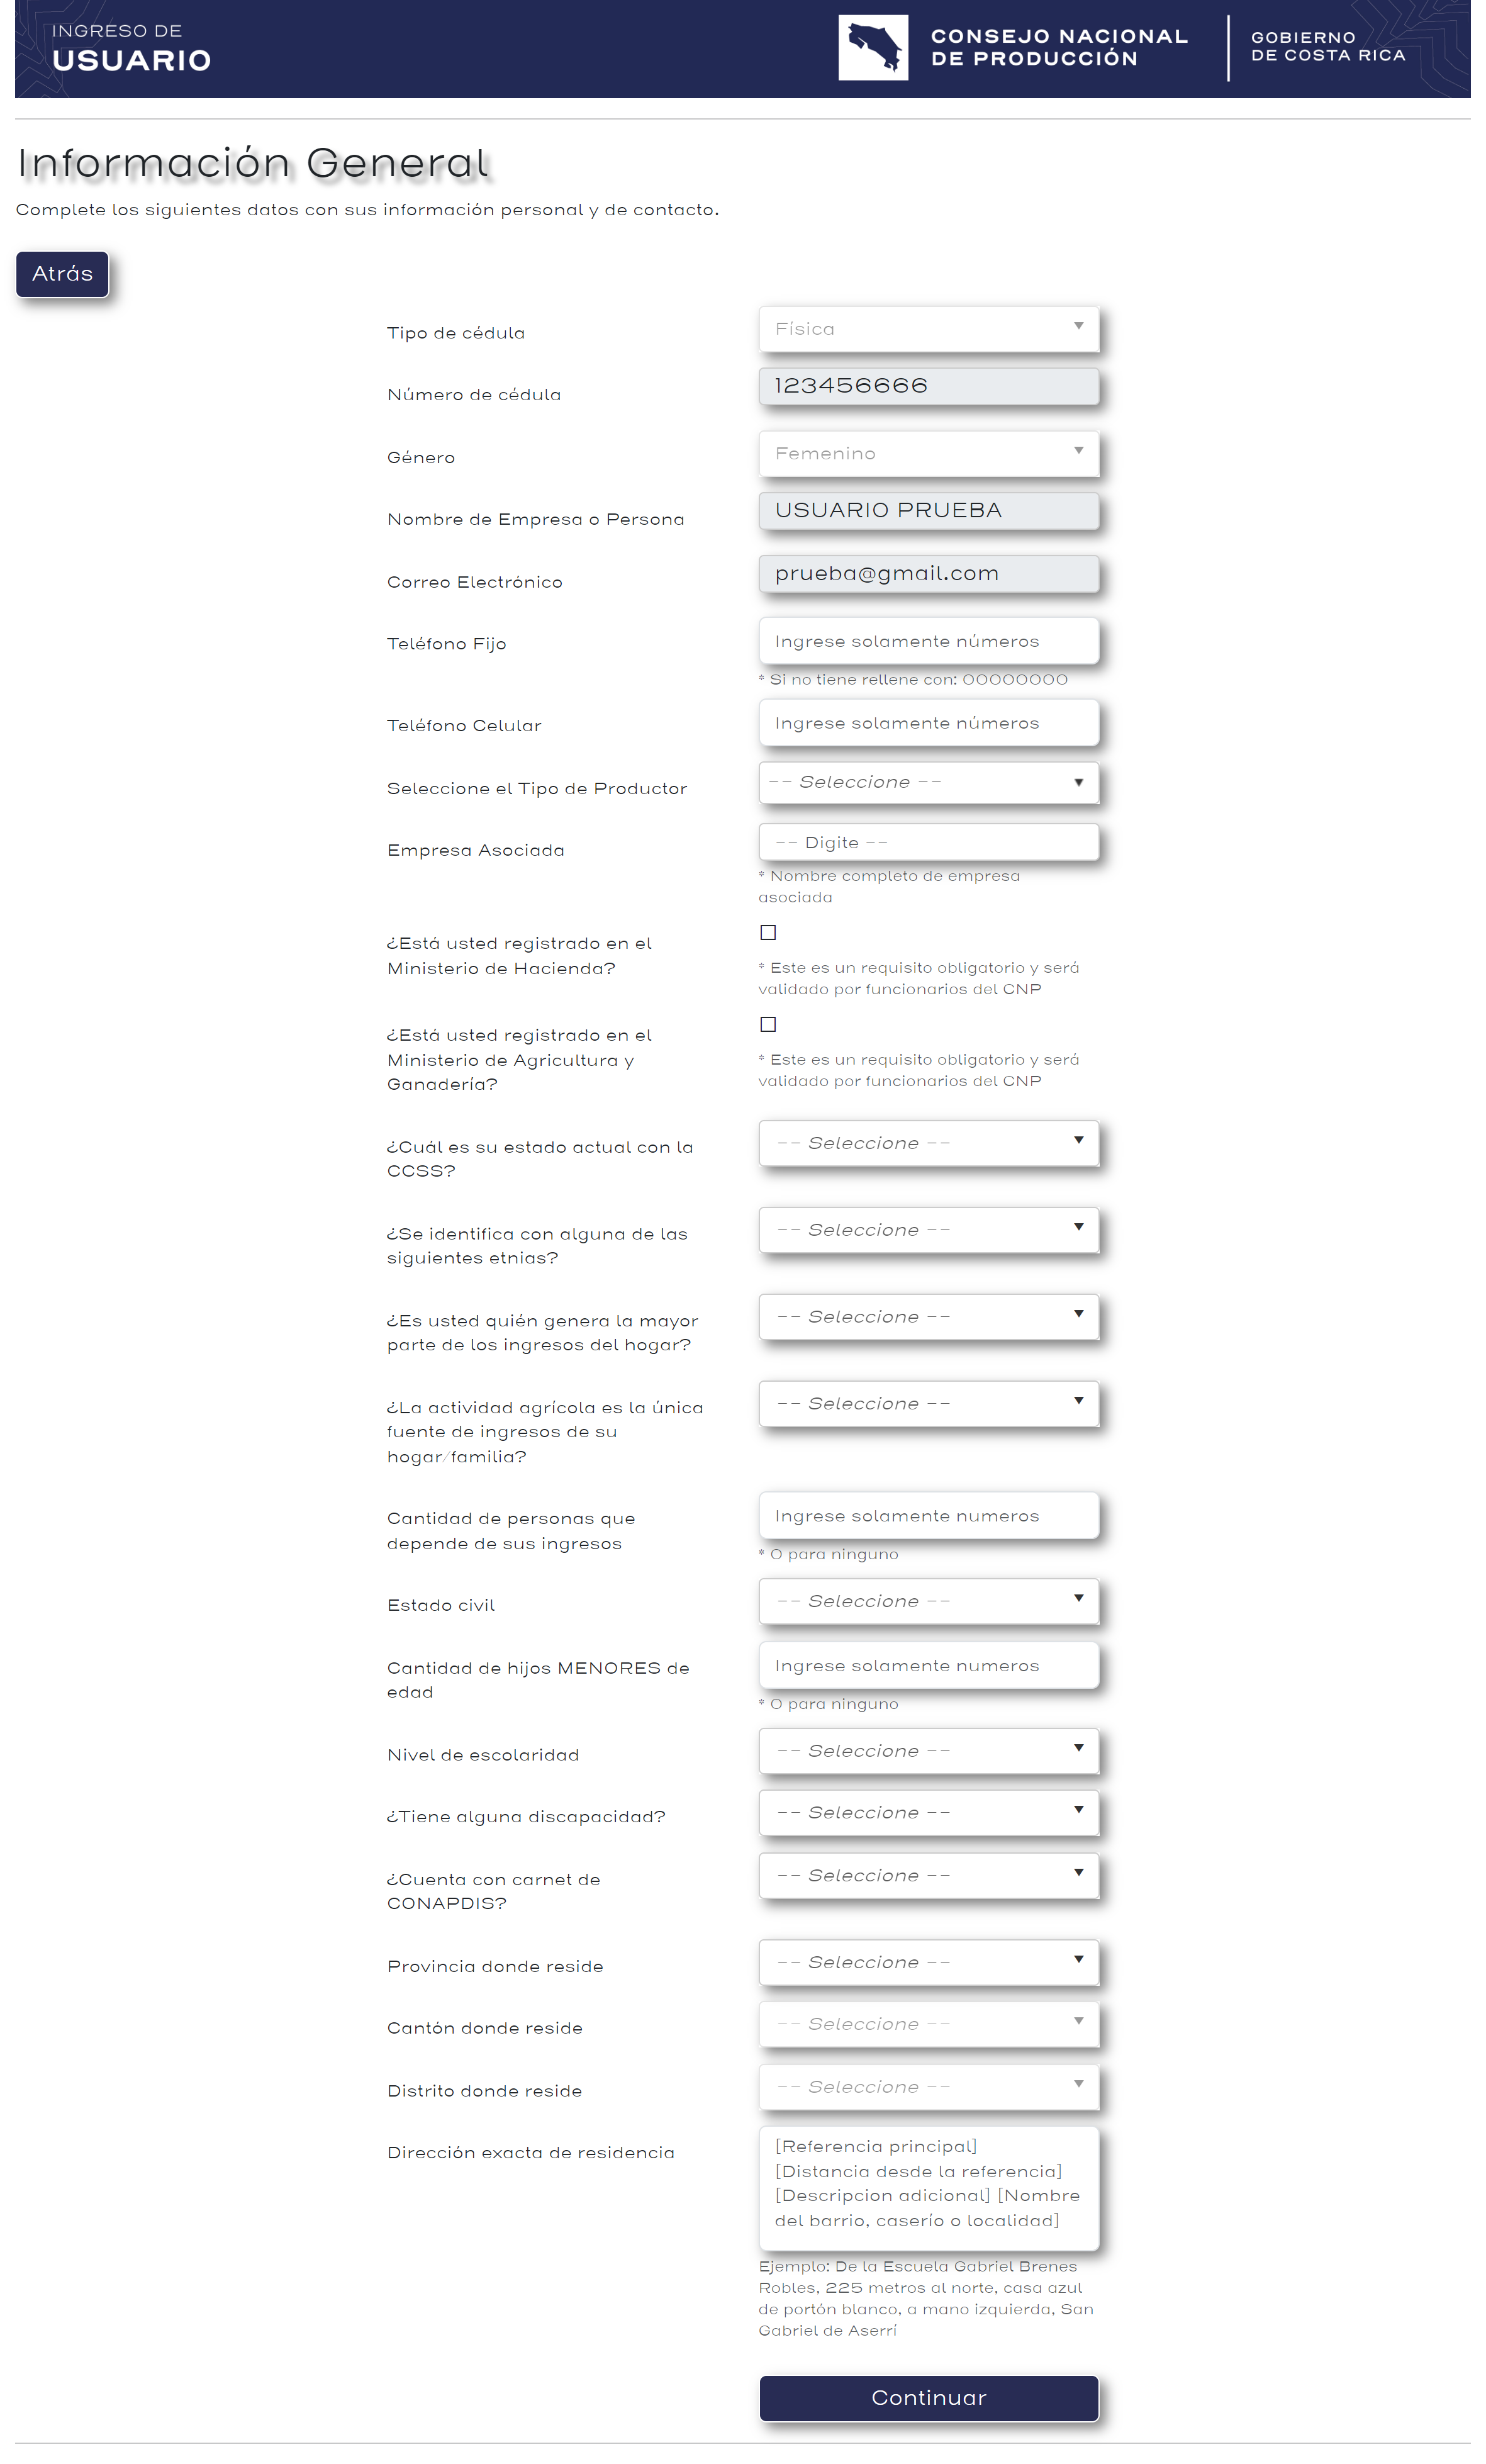 INGRESO DE
USUARIO
CONSEJO NACIONAL
DE PRODUCCIÓN
GOBIERNO
DE COSTA RICA
Información General
Complete los siguientes datos con sus información personal y de contacto.
Atrás
Tipo de cédula
Física
Número de cédula
123456666
Género
Femenino
Nombre de Empresa o Persona
USUARIO PRUEBA
Correo Electrónico
prueba@gmail.com
Teléfono Fijo
Ingrese solamente números
* Si no tiene rellene con: 00000000
Teléfono Celular
Ingrese solamente números
Seleccione el Tipo de Productor
-- Seleccione --
Empresa Asociada
-- Digite --
* Nombre completo de empresa
asociada
¿Está usted registrado en el
Ministerio de Hacienda?
* Este es un requisito obligatorio y será
validado por funcionarios del CNP
¿Está usted registrado en el
Ministerio de Agricultura y
Ganadería?
* Este es un requisito obligatorio y será
validado por funcionarios del CNP
¿Cuál es su estado actual con la
CCSS?
-- Seleccione --
¿Se identifica con alguna de las
siguientes etnias?
-- Seleccione --
¿Es usted quién genera la mayor
parte de los ingresos del hogar?
-- Seleccione --
¿La actividad agrícola es la única
fuente de ingresos de su
hogar/familia?
-- Seleccione --
Cantidad de personas que
depende de sus ingresos
Ingrese solamente numeros
* 0 para ninguno
Estado civil
-- Seleccione --
Cantidad de hijos MENORES de
edad
Ingrese solamente numeros
* 0 para ninguno
Nivel de escolaridad
-- Seleccione --
¿Tiene alguna discapacidad?
-- Seleccione --
¿Cuenta con carnet de
CONAPDIS?
-- Seleccione --
Provincia donde reside
-- Seleccione --
Cantón donde reside
-- Seleccione --
Distrito donde reside
-- Seleccione --
Dirección exacta de residencia
[Referencia principal]
[Distancia desde la referencia]
[Descripcion adicional] [Nombre
del barrio, caserío o localidad]
Ejemplo: De la Escuela Gabriel Brenes
Robles, 225 metros al norte, casa azul
de portón blanco, a mano izquierda, San
Gabriel de Aserrí
Continuar